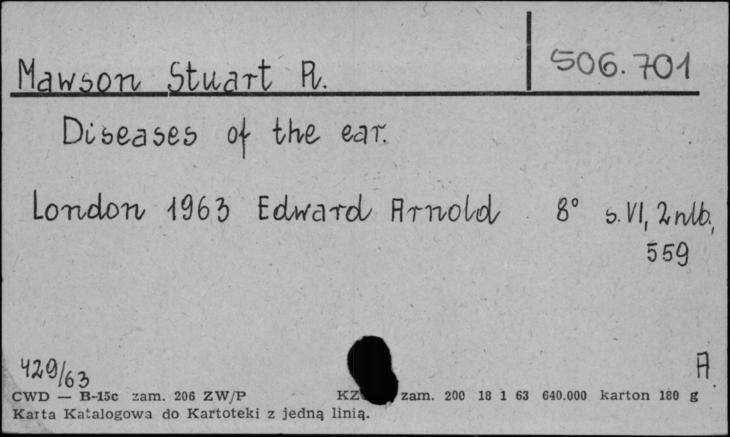 Mawson Stuart R. 506.701
Diseases of the ear.
London 1963 Edward Arnold 8° s. VI, 2 nlb.,
559
429/63 A
CWD — B-15c zam. 206 ZW/P zam. 200 18 1 63 640.000 karton 180 g
Karta Katalogowa do Kartoteki z jedną linią.